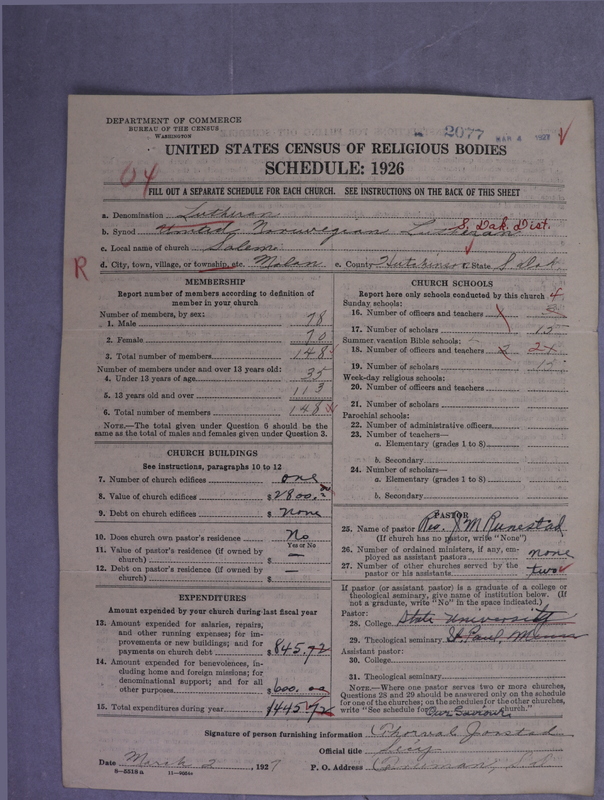 DEPARTMENT OF COMMERCE
BUREAU OF THE CENSUS
WASHINGTON
2077 MAR 4 1927
UNITED STATES CENSUS OF RELIGIOUS BODIES
SCHEDULE: 1926
64
FILL OUT A SEPARATE SCHEDULE FOR EACH CHURCH. SEE INSTRUCTIONS ON THE BACK OF THIS SHEET
a. Denomination Lutheran
b. Synod United Norwegian Lutheran S. Dak. Dist.
c. Local name of church Salem
R
d. City, town, village, or township, etc. Molan e. County Hutchinson State S. Dak.
MEMBERSHIP
Report number of members according to definition of member in your church
Number of members, by sex:
1. Male 78
2. Female 70
3. Total number of members 148
Number of members under and over 13 years old:
4. Under 13 years of age 35
5. 13 years old and over 113
6. Total number of members 148
NOTE.—The total given under Question 6 should be the same as the total of males and females given under Question 3.
CHURCH BUILDINGS
See instructions, paragraphs 10 to 12
7. Number of church edifices one
8. Value of church edifices $2800.
9. Debt on church edifices $ none
10. Does church own pastor's residence? No
Yes or No
11. Value of pastor's residence (if owned by church) $ —
12. Debt on pastor's residence (if owned by church) $ —
EXPENDITURES
Amount expended by your church during last fiscal year
13. Amount expended for salaries, repairs, and other running expenses; for improvements or new buildings; and for payments on church debt $845.72
14. Amount expended for benevolences, including home and foreign missions; for denominational support; and for all other purposes $600.00
15. Total expenditures during year $1445.72
CHURCH SCHOOLS
Report here only schools conducted by this church
4
Sunday schools:
16. Number of officers and teachers
17. Number of scholars 15
Summer vacation Bible schools:
18. Number of officers and teachers 2
19. Number of scholars 15
Week-day religious schools:
20. Number of officers and teachers
21. Number of scholars
Parochial schools:
22. Number of administrative officers
23. Number of teachers—
a. Elementary (grades 1 to 8)
b. Secondary
24. Number of scholars—
a. Elementary (grades 1 to 8)
b. Secondary
PASTOR
25. Name of pastor Rev. J M Runestad
(If church has no pastor, write "None")
26. Number of ordained ministers, if any, employed as assistant pastors none
27. Number of other churches served by the pastor or his assistants two
If pastor (or assistant pastor) is a graduate of a college or theological seminary, give name of institution below. (If not a graduate, write "No" in the space indicated.)
Pastor:
28. College State University
29. Theological seminary St. Paul, Minn
Assistant pastor:
30. College
31. Theological seminary
NOTE.—Where one pastor serves two or more churches, Questions 28 and 29 should be answered only on the schedule for one of the churches; on the schedules for the other churches, write "See schedule for Our Saviours church."
Signature of person furnishing information Thorval Jonstad
Official title Secy
Date March 2, 1927 P. O. Address
8—5518 a